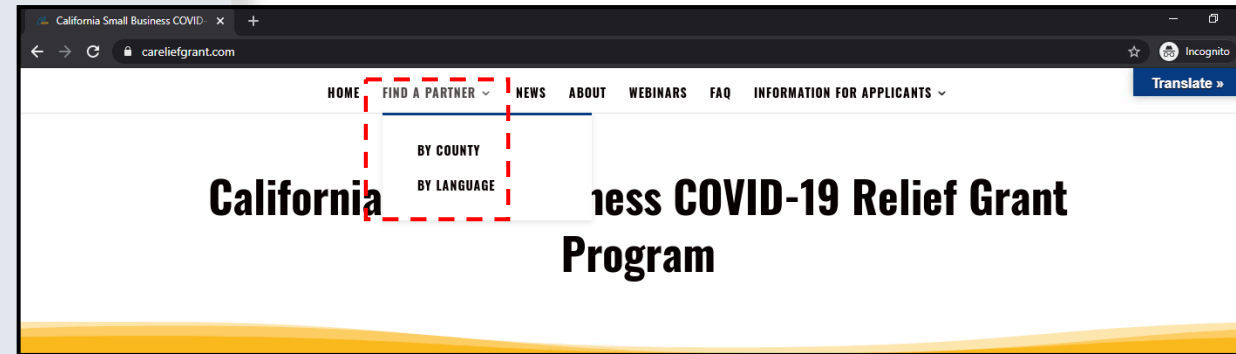 California Small Business COVID-
careliefgrant.com
Incognito
Translate »
HOME FIND A PARTNER NEWS ABOUT WEBINARS FAQ INFORMATION FOR APPLICANTS
BY COUNTY
BY LANGUAGE
California ness COVID-19 Relief Grant
Program